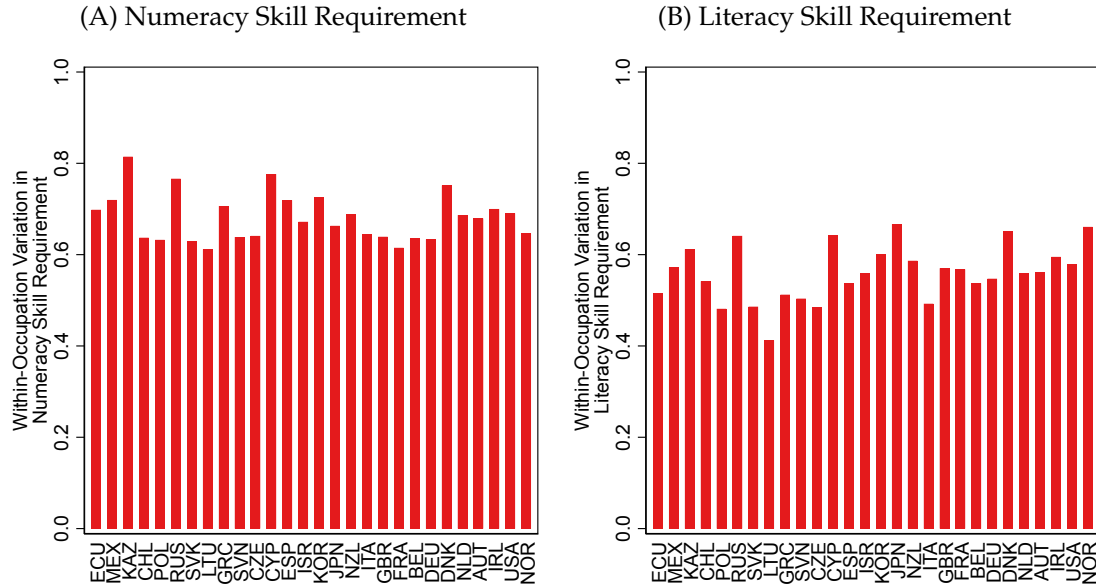 (A) Numeracy Skill Requirement
Within-Occupation Variation in
Numeracy Skill Requirement
1.0
0.8
0.6
0.4
0.2
0.0
ECU MEX KAZ CHL POL RUS SVK LTU GRC SVN CZE CYP ESP ISR KOR JPN NZL ITA GBR FRA BEL DEU DNK NLD AUT IRL USA NOR
(B) Literacy Skill Requirement
Within-Occupation Variation in
Literacy Skill Requirement
1.0
0.8
0.6
0.4
0.2
0.0
ECU MEX KAZ CHL POL RUS SVK LTU GRC SVN CZE CYP ESP ISR KOR JPN NZL ITA GBR FRA BEL DEU DNK NLD AUT IRL USA NOR